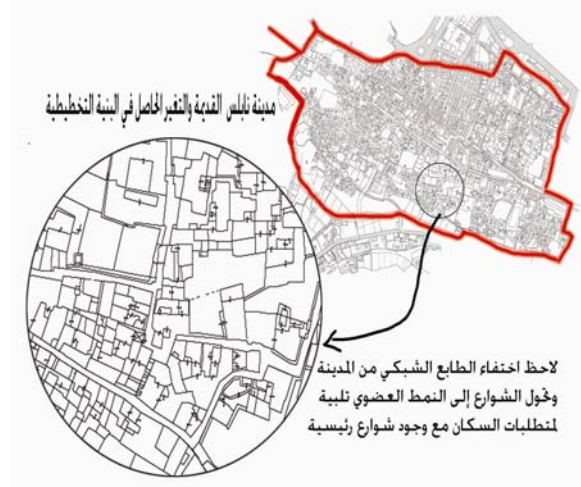 مدينة نابلس القديمة والتغير الحاصل في البنية التخطيطية
لاحظ اختفاء الطابع الشبكي من المدينة
وتحول الشوارع إلى النمط العضوي تلبية
لمتطلبات السكان مع وجود شوارع رئيسية